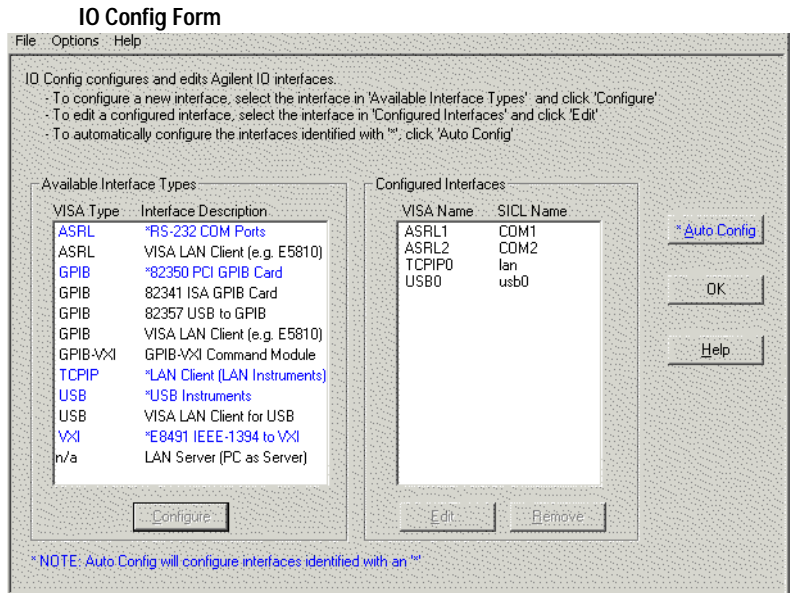 IO Config Form
File Options Help
IO Config configures and edits Agilent IO interfaces.
- To configure a new interface, select the interface in 'Available Interface Types' and click 'Configure'
- To edit a configured interface, select the interface in 'Configured Interfaces' and click 'Edit'
- To automatically configure the interfaces identified with '*', click 'Auto Config'
Available Interface Types
VISA Type Interface Description
ASRL *RS-232 COM Ports
ASRL VISA LAN Client (e.g. E5810)
GPIB *82350 PCI GPIB Card
GPIB 82341 ISA GPIB Card
GPIB 82357 USB to GPIB
GPIB VISA LAN Client (e.g. E5810)
GPIB-VXI GPIB-VXI Command Module
TCPIP *LAN Client (LAN Instruments)
USB *USB Instruments
USB VISA LAN Client for USB
VXI *E8491 IEEE-1394 to VXI
n/a LAN Server (PC as Server)
Configure
Configured Interfaces
VISA Name SICL Name
ASRL1 COM1
ASRL2 COM2
TCPIP0 lan
USB0 usb0
Edit
Remove
* Auto Config
OK
Help
* NOTE: Auto Config will configure interfaces identified with an '*'